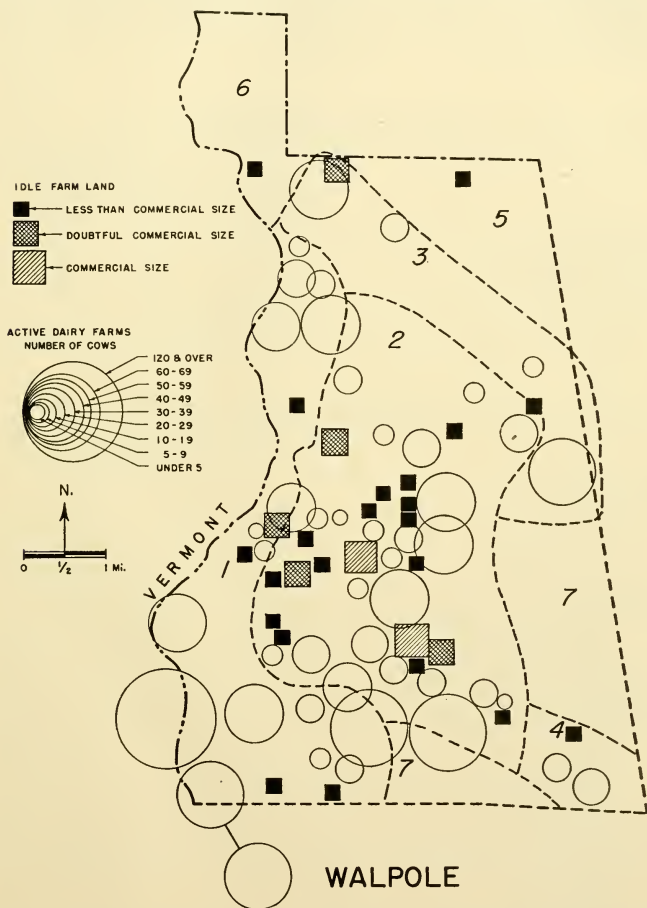 6
IDLE FARM LAND
LESS THAN COMMERCIAL SIZE
DOUBTFUL COMMERCIAL SIZE
COMMERCIAL SIZE
5
3
2
ACTIVE DAIRY FARMS
NUMBER OF COWS
120 & OVER
60-69
50-59
40-49
30-39
20-29
10-19
5-9
UNDER 5
N.
0 1/2 1 Mi.
VERMONT
1
7
4
7
WALPOLE